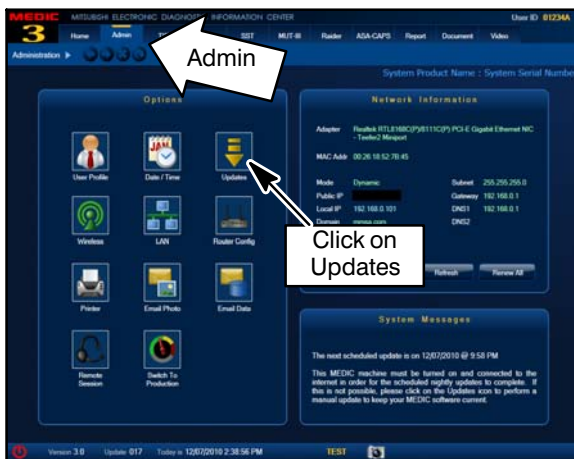 MEDIC MITSUBISHI ELECTRONIC DIAGNOSTIC INFORMATION CENTER User ID 01234A
3 Home Admin SST MUT-III Raider ADA-CAPS Report Document Video
Administration
Admin
System Product Name : System Serial Number
Options
User Profile Date / Time Updates
Wireless LAN Router Config
Printer Email Photo Email Data
Remote Session Switch To Production
Click on
Updates
Network Information
Adapter Realtek RTL8168C(P)/8111C(P) PCI-E Gigabit Ethernet NIC
- Teefer2 Miniport
MAC Addr 00:26:18:52:7B:45
Mode Dynamic Subnet 255.255.255.0
Public IP Gateway 192.168.0.1
Local IP 192.168.0.101 DNS1 192.168.0.1
Domain mmsa.com DNS2
Refresh Renew All
System Messages
The next scheduled update is on 12/07/2010 @ 9:58 PM
This MEDIC machine must be turned on and connected to the
internet in order for the scheduled nightly updates to complete. If
this is not possible, please click on the Updates icon to perform a
manual update to keep your MEDIC software current.
Version 3.0 Update 017 Today is 12/07/2010 2:38:56 PM TEST